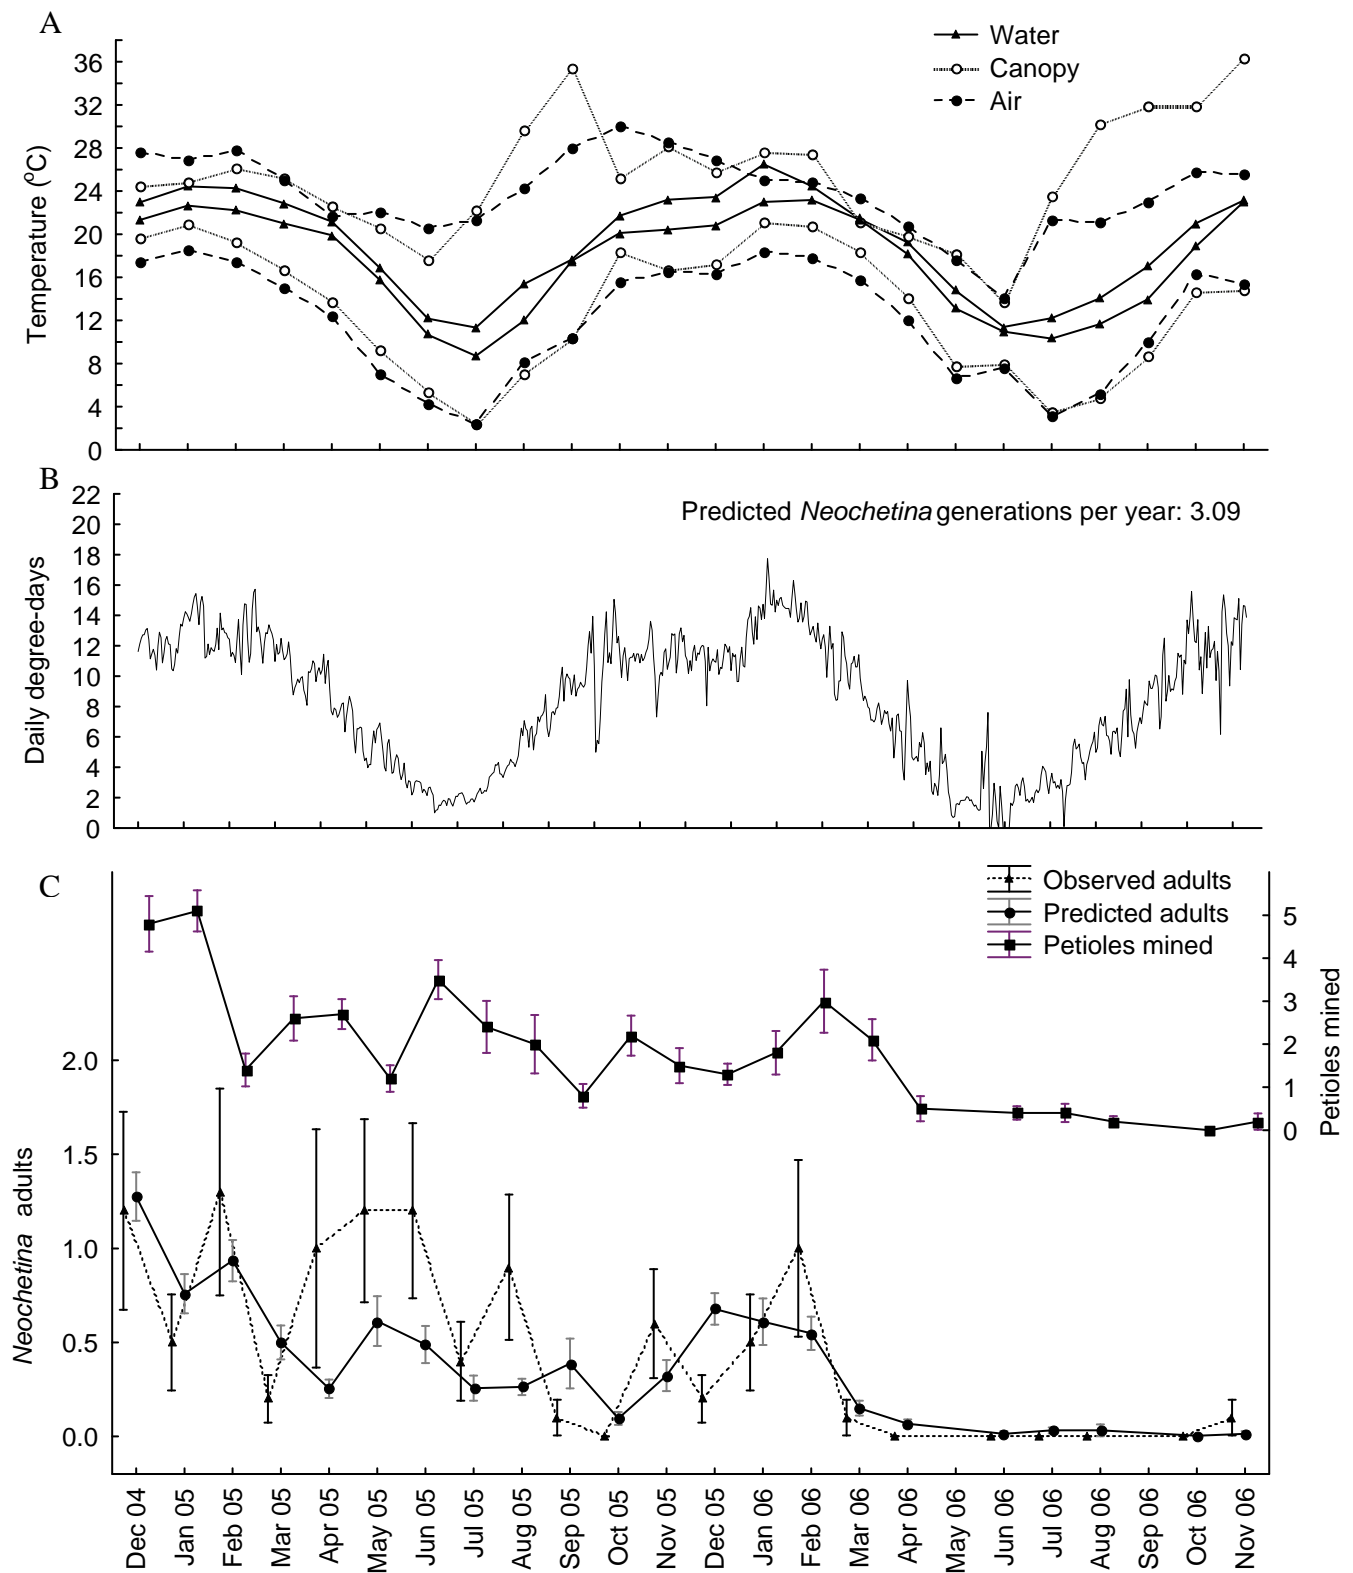 A
Water
Canopy
Air
Temperature (ºC)
36
32
28
24
20
16
12
8
4
0
B
Predicted Neochetina generations per year: 3.09
Daily degree-days
22
20
18
16
14
12
10
8
6
4
2
0
C
Observed adults
Predicted adults
Petioles mined
Neochetina adults
2.0
1.5
1.0
0.5
0.0
5
4
3
2
1
0
Petioles mined
Dec 04
Jan 05
Feb 05
Mar 05
Apr 05
May 05
Jun 05
Jul 05
Aug 05
Sep 05
Oct 05
Nov 05
Dec 05
Jan 06
Feb 06
Mar 06
Apr 06
May 06
Jun 06
Jul 06
Aug 06
Sep 06
Oct 06
Nov 06